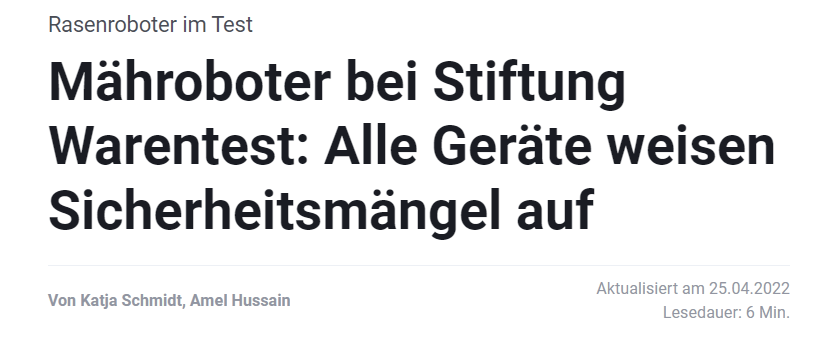 Rasenroboter im Test
Mähroboter bei Stiftung
Warentest: Alle Geräte weisen
Sicherheitsmängel auf
Von Katja Schmidt, Amel Hussain
Aktualisiert am 25.04.2022
Lesedauer: 6 Min.